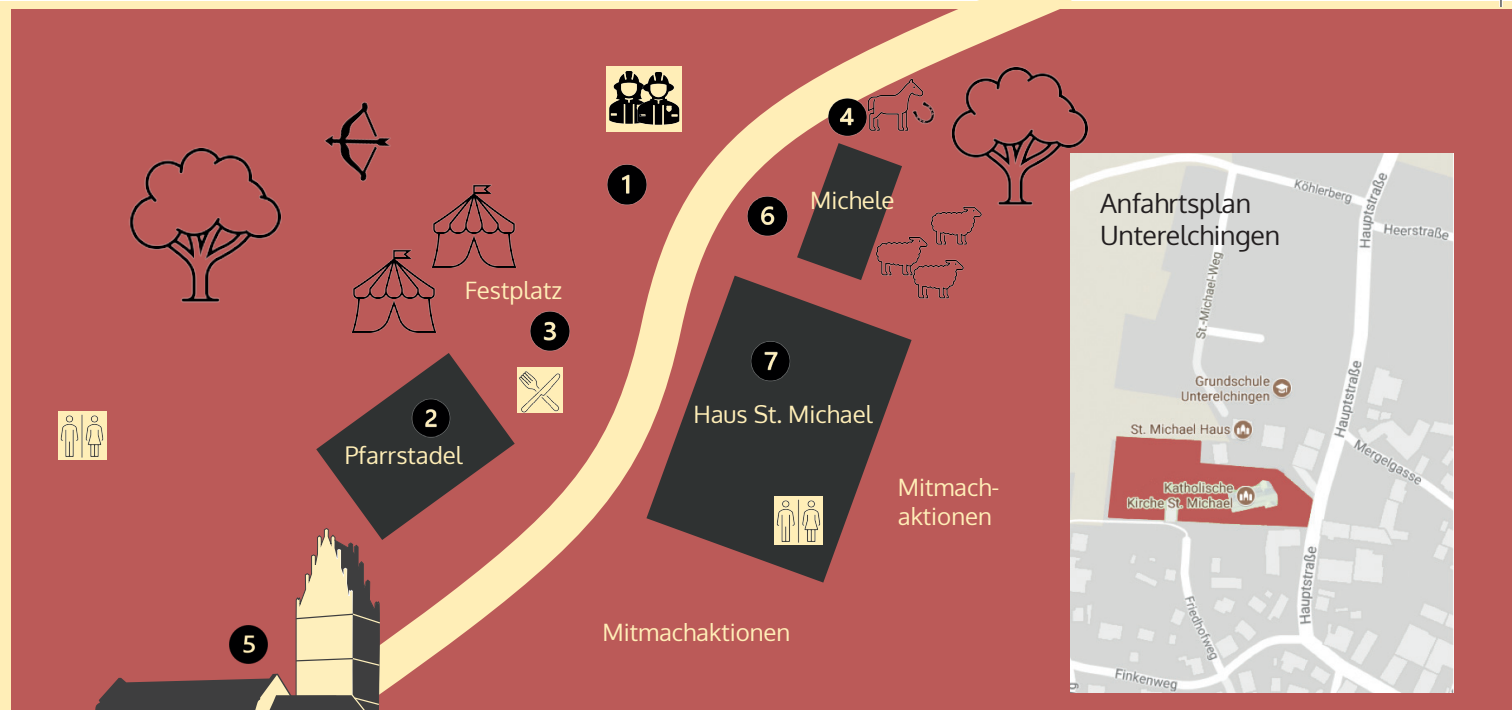 1
4
Michele
6
Festplatz
3
2
Pfarrstadel
7
Haus St. Michael
Mitmach-
aktionen
Mitmachaktionen
5
Anfahrtsplan
Unterelchingen
Köhlerberg
Hauptstraße
Heerstraße
St.-Michael-Weg
Grundschule
Unterelchingen
Hauptstraße
St. Michael Haus
Mergelgasse
Katholische
Kirche St. Michael
Hauptstraße
Friedhofweg
Finkenweg